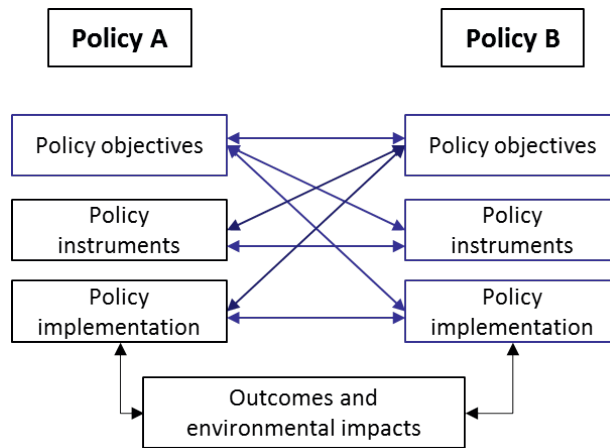 Policy A
Policy B
Policy objectives
Policy objectives
Policy
instruments
Policy
instruments
Policy
implementation
Policy
implementation
Outcomes and
environmental impacts